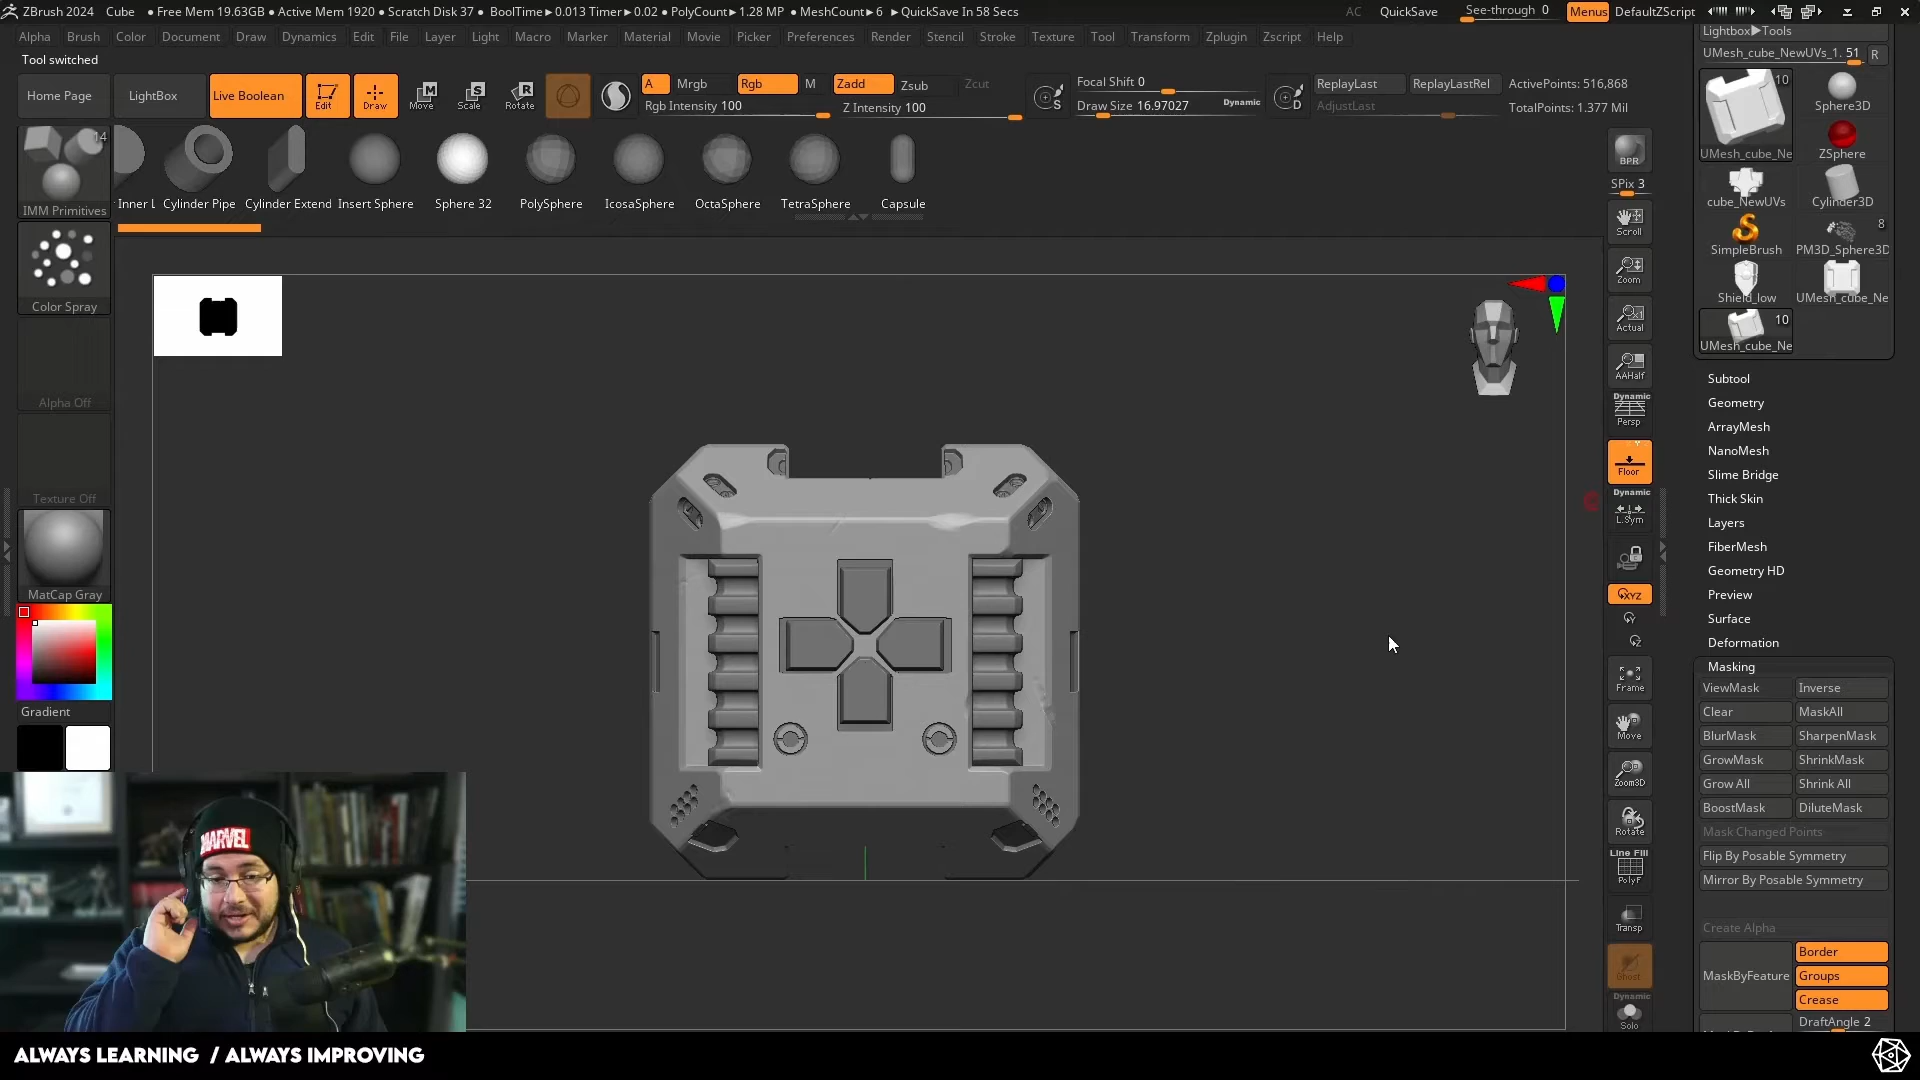 ZBrush 2024 Cube • Free Mem 19.63GB • Active Mem 1920 • Scratch Disk 37 • BoolTime►0.013 Timer►0.02 • PolyCount►1.28 MP • MeshCount►6 ►QuickSave In 58 Secs AC QuickSave See-through 0 Menus DefaultZScript
Alpha Brush Color Document Draw Dynamics Edit File Layer Light Macro Marker Material Movie Picker Preferences Render Stencil Stroke Texture Tool Transform Zplugin Zscript Help
Tool switched
Home Page LightBox Live Boolean Edit Draw Move Scale Rotate
A Mrgb Rgb M Zadd Zsub Zcut
Rgb Intensity 100 Z Intensity 100
Focal Shift 0
Draw Size 16.97027 Dynamic
ReplayLast ReplayLastRel
AdjustLast
ActivePoints: 516,868
TotalPoints: 1.377 Mil
14
IMM Primitives
Inner Cylinder Pipe Cylinder Extend Insert Sphere Sphere 32 PolySphere IcosaSphere OctaSphere TetraSphere Capsule
Color Spray
Alpha Off
Texture Off
MatCap Gray
Gradient
MARVEL
BPR
SPix 3
Scroll
Zoom
Actual
AAHalf
Dynamic
Persp
Floor
Dynamic
L.Sym
XYZ
Frame
Move
Zoom3D
Rotate
Line Fill
PolyF
Transp
Ghost
Dynamic
Solo
Lightbox►Tools
UMesh_cube_NewUVs_1. 51 R
10
UMesh_cube_Ne
Sphere3D
ZSphere
cube_NewUVs Cylinder3D
8
SimpleBrush PM3D_Sphere3D
Shield_low UMesh_cube_Ne
10
UMesh_cube_Ne
Subtool
Geometry
ArrayMesh
NanoMesh
Slime Bridge
Thick Skin
Layers
FiberMesh
Geometry HD
Preview
Surface
Deformation
Masking
ViewMask Inverse
Clear MaskAll
BlurMask SharpenMask
GrowMask ShrinkMask
Grow All Shrink All
BoostMask DiluteMask
Mask Changed Points
Flip By Posable Symmetry
Mirror By Posable Symmetry
Create Alpha
MaskByFeature
Border
Groups
Crease
DraftAngle 2
ALWAYS LEARNING / ALWAYS IMPROVING